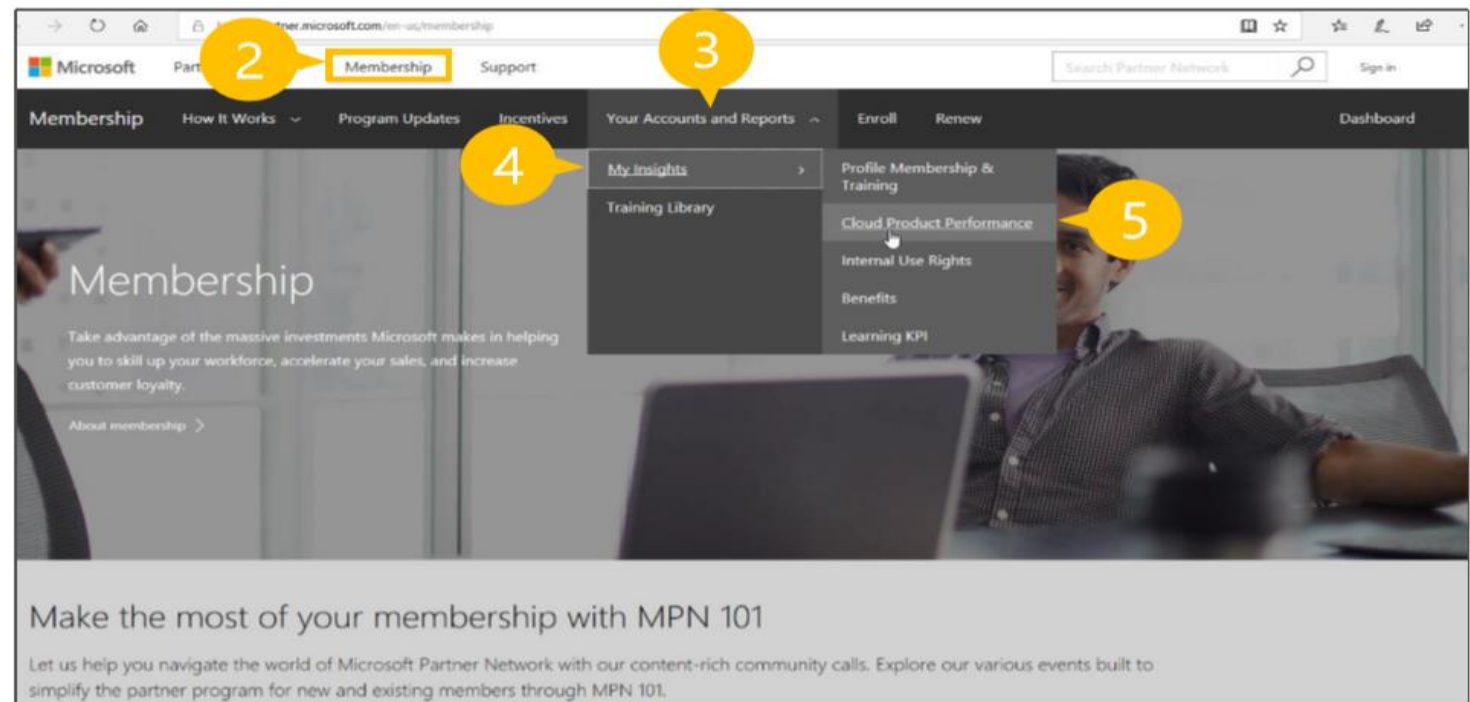 tner.microsoft.com/en-us/membership
2
3
Microsoft
Membership
Support
Search Partner Network
Sign in
Membership
How It Works
Program Updates
Incentives
Your Accounts and Reports
Enroll
Renew
Dashboard
4
My Insights
Profile Membership &
Training
Training Library
Cloud Product Performance
5
Internal Use Rights
Benefits
Learning KPI
Membership
Take advantage of the massive investments Microsoft makes in helping
you to skill up your workforce, accelerate your sales, and increase
customer loyalty.
About membership
Make the most of your membership with MPN 101
Let us help you navigate the world of Microsoft Partner Network with our content-rich community calls. Explore our various events built to
simplify the partner program for new and existing members through MPN 101.